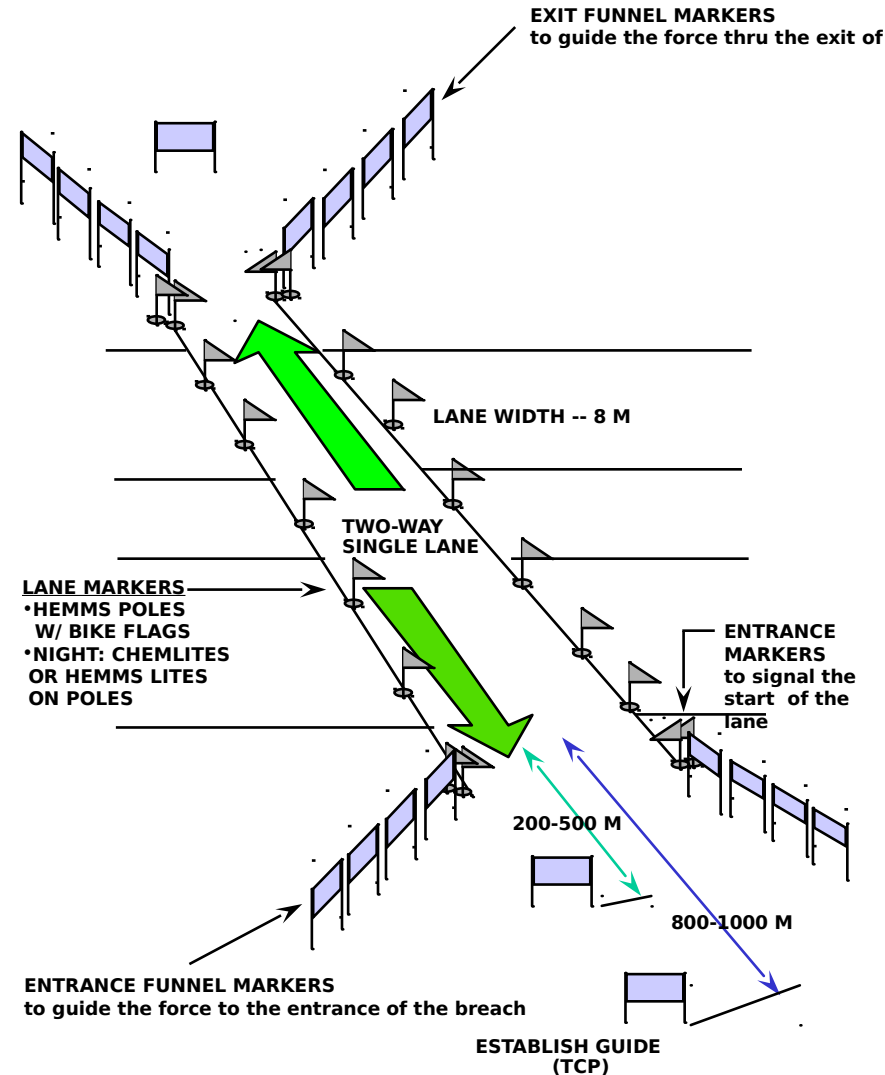 EXIT FUNNEL MARKERS
to guide the force thru the exit of
LANE WIDTH -- 8 M
TWO-WAY
SINGLE LANE
LANE MARKERS
•HEMMS POLES
W/ BIKE FLAGS
•NIGHT: CHEMLITES
OR HEMMS LITES
ON POLES
ENTRANCE
MARKERS
to signal the
start of the
lane
200-500 M
800-1000 M
ENTRANCE FUNNEL MARKERS
to guide the force to the entrance of the breach
ESTABLISH GUIDE
(TCP)